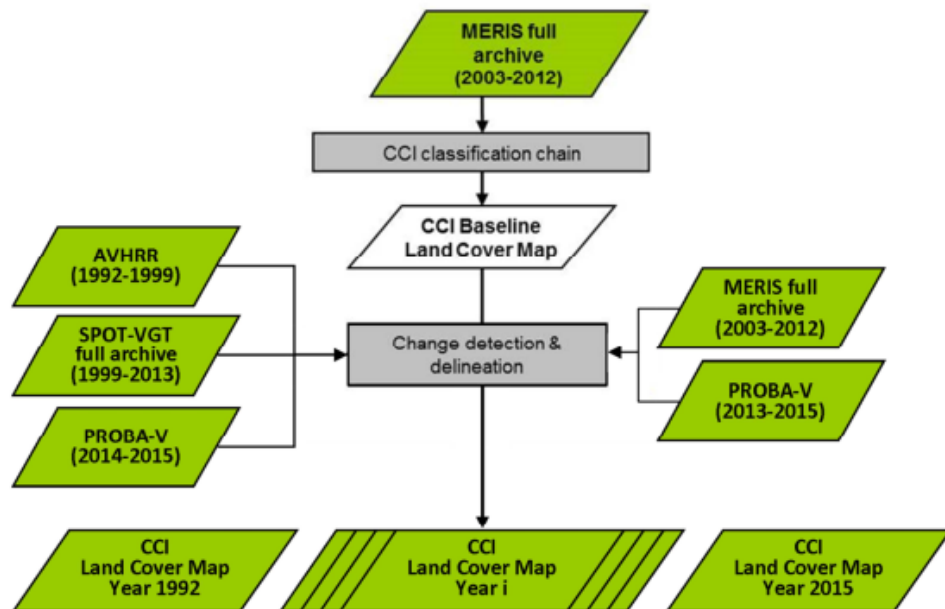 MERIS full
archive
(2003-2012)
CCI classification chain
CCI Baseline
Land Cover Map
AVHRR
(1992-1999)
SPOT-VGT
full archive
(1999-2013)
PROBA-V
(2014-2015)
Change detection &
delineation
MERIS full
archive
(2003-2012)
PROBA-V
(2013-2015)
CCI
Land Cover Map
Year 1992
CCI
Land Cover Map
Year i
CCI
Land Cover Map
Year 2015